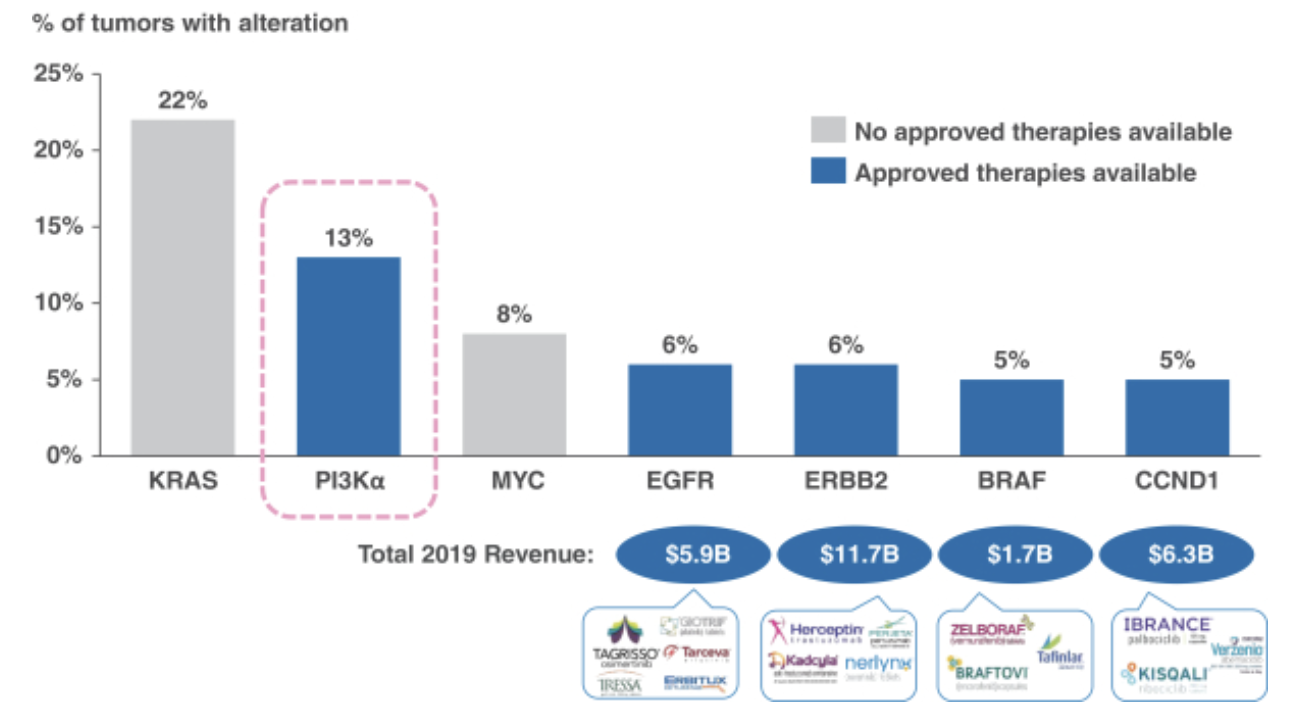 % of tumors with alteration
25%
20%
15%
10%
5%
0%
22%
13%
8%
6%
6%
5%
5%
No approved therapies available
Approved therapies available
KRAS PI3Kα MYC EGFR ERBB2 BRAF CCND1
Total 2019 Revenue: $5.9B $11.7B $1.7B $6.3B
TAGRISSO
osimertinib
GIOTRIF
Tarceva
IRESSA
ERBITUX
Herceptin
trastuzumab
PERJETA
pertuzumab
Kadcyla
nerlynx
ZELBORAF
Tafinlar
BRAFTOVI
IBRANCE
palbociclib
Verzenio
abemaciclib
KISQALI
ribociclib